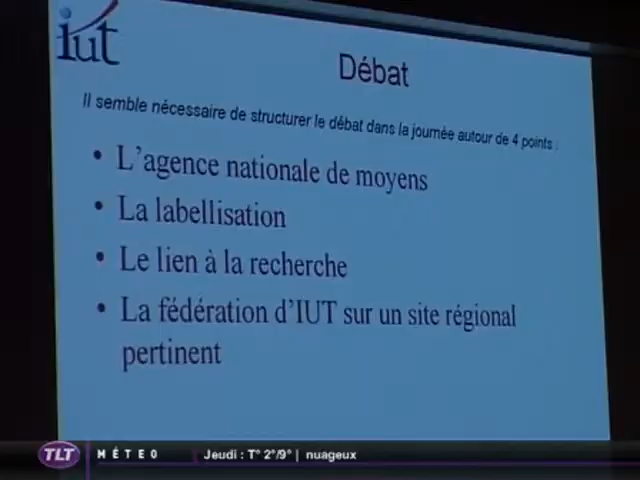 iut
Débat
Il semble nécessaire de structurer le débat dans la journée autour de 4 points :
• L'agence nationale de moyens
• La labellisation
• Le lien à la recherche
• La fédération d'IUT sur un site régional
pertinent
TLT MÉTEO Jeudi : T° 2°/9° | nuageux